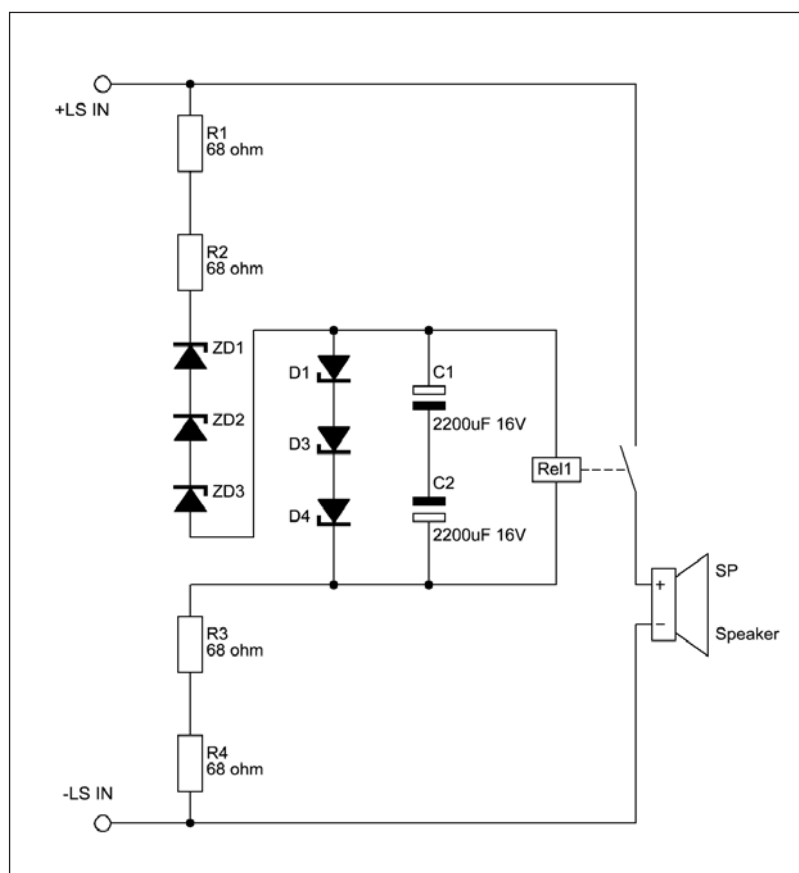 +LS IN
R1
68 ohm
R2
68 ohm
ZD1
ZD2
ZD3
D1
D3
D4
C1
2200uF 16V
C2
2200uF 16V
Rel1
+
−
SP
Speaker
R3
68 ohm
R4
68 ohm
-LS IN